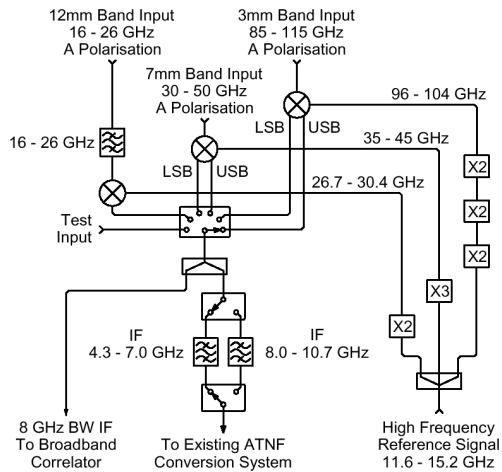 12mm Band Input
16 - 26 GHz
A Polarisation
3mm Band Input
85 - 115 GHz
A Polarisation
7mm Band Input
30 - 50 GHz
A Polarisation
96 - 104 GHz
LSB
USB
35 - 45 GHz
16 - 26 GHz
LSB
USB
26.7 - 30.4 GHz
X2
X2
Test
Input
X2
X3
X2
IF
4.3 - 7.0 GHz
IF
8.0 - 10.7 GHz
8 GHz BW IF
To Broadband
Correlator
To Existing ATNF
Conversion System
High Frequency
Reference Signal
11.6 - 15.2 GHz